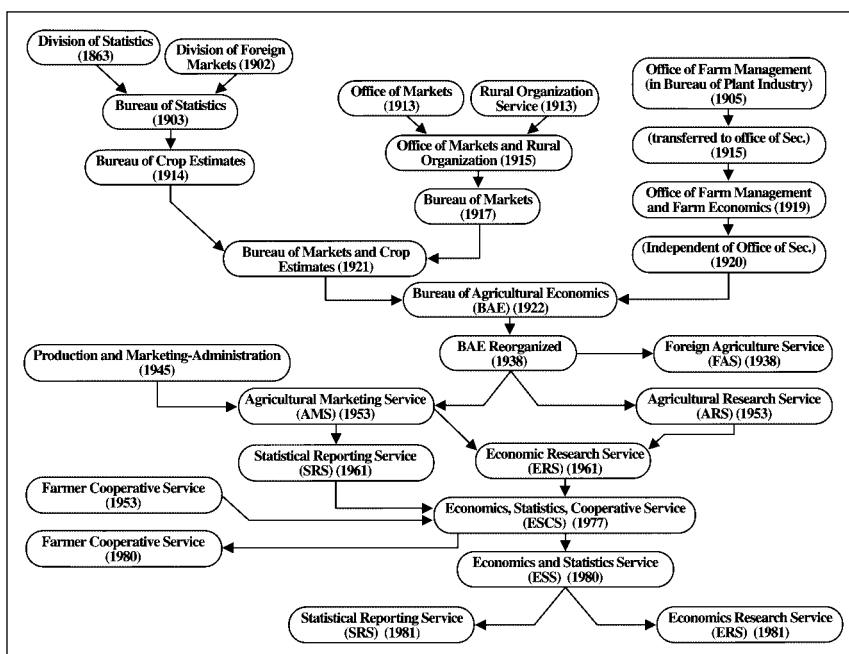 Division of Statistics
(1863)
Division of Foreign
Markets (1902)
Bureau of Statistics
(1903)
Bureau of Crop Estimates
(1914)
Office of Markets
(1913)
Rural Organization
Service (1913)
Office of Markets and Rural
Organization (1915)
Bureau of Markets
(1917)
Office of Farm Management
(in Bureau of Plant Industry)
(1905)
(transferred to office of Sec.)
(1915)
Office of Farm Management
and Farm Economics (1919)
(Independent of Office of Sec.)
(1920)
Bureau of Markets and Crop
Estimates (1921)
Bureau of Agricultural Economics
(BAE) (1922)
BAE Reorganized
(1938)
Foreign Agriculture Service
(FAS) (1938)
Production and Marketing-Administration
(1945)
Agricultural Marketing Service
(AMS) (1953)
Agricultural Research Service
(ARS) (1953)
Statistical Reporting Service
(SRS) (1961)
Economic Research Service
(ERS) (1961)
Farmer Cooperative Service
(1953)
Economics, Statistics, Cooperative Service
(ESCS) (1977)
Farmer Cooperative Service
(1980)
Economics and Statistics Service
(ESS) (1980)
Statistical Reporting Service
(SRS) (1981)
Economics Research Service
(ERS) (1981)